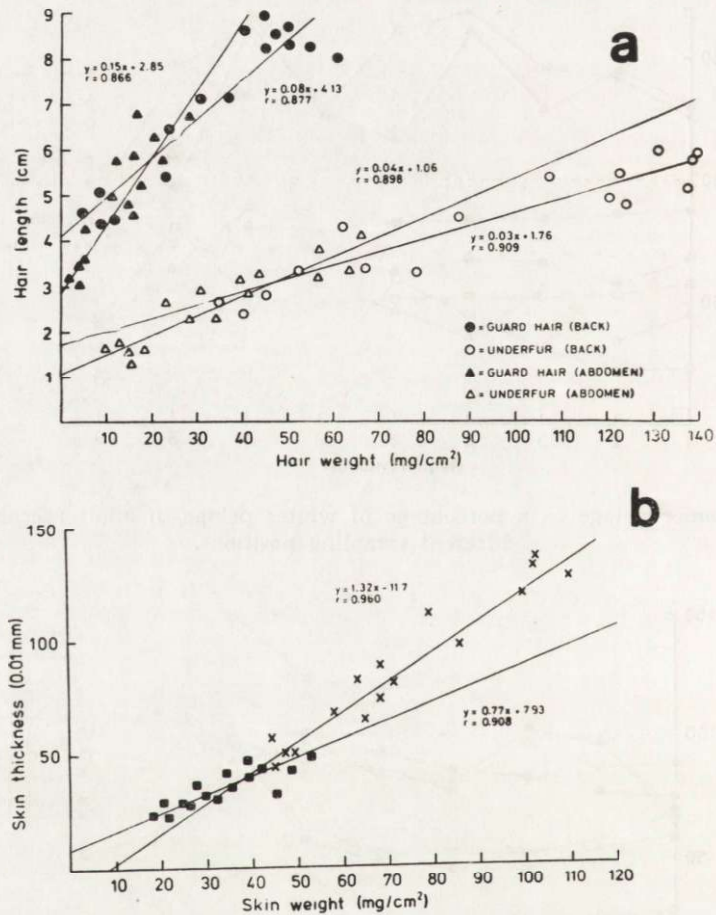 a
9
8
7
6
5
4
3
2
1
Hair length (cm)
y=0.15x+2.85
r=0.866
y=0.08x+4.13
r=0.877
y=0.04x+1.06
r=0.898
y=0.03x+1.76
r=0.909
●=GUARD HAIR (BACK)
○=UNDERFUR (BACK)
▲=GUARD HAIR (ABDOMEN)
△=UNDERFUR (ABDOMEN)
10 20 30 40 50 60 70 80 90 100 110 120 130 140
Hair weight (mg/cm²)
b
150
100
50
Skin thickness (0.01 mm)
y=1.32x-11.7
r=0.960
y=0.77x+7.93
r=0.908
10 20 30 40 50 60 70 80 90 100 110 120
Skin weight (mg/cm²)